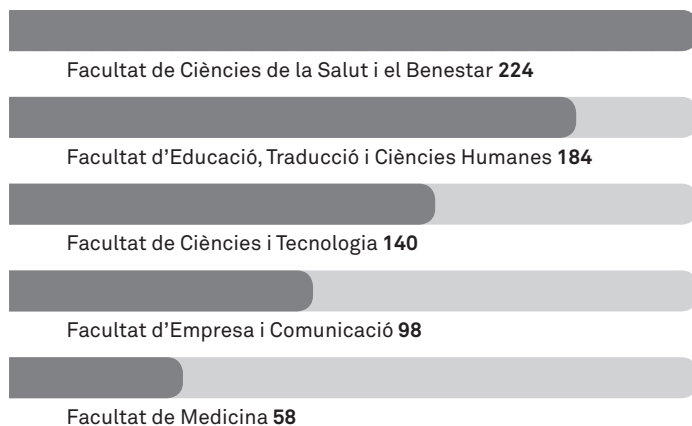 Facultat de Ciències de la Salut i el Benestar 224
Facultat d’Educació, Traducció i Ciències Humanes 184
Facultat de Ciències i Tecnologia 140
Facultat d’Empresa i Comunicació 98
Facultat de Medicina 58